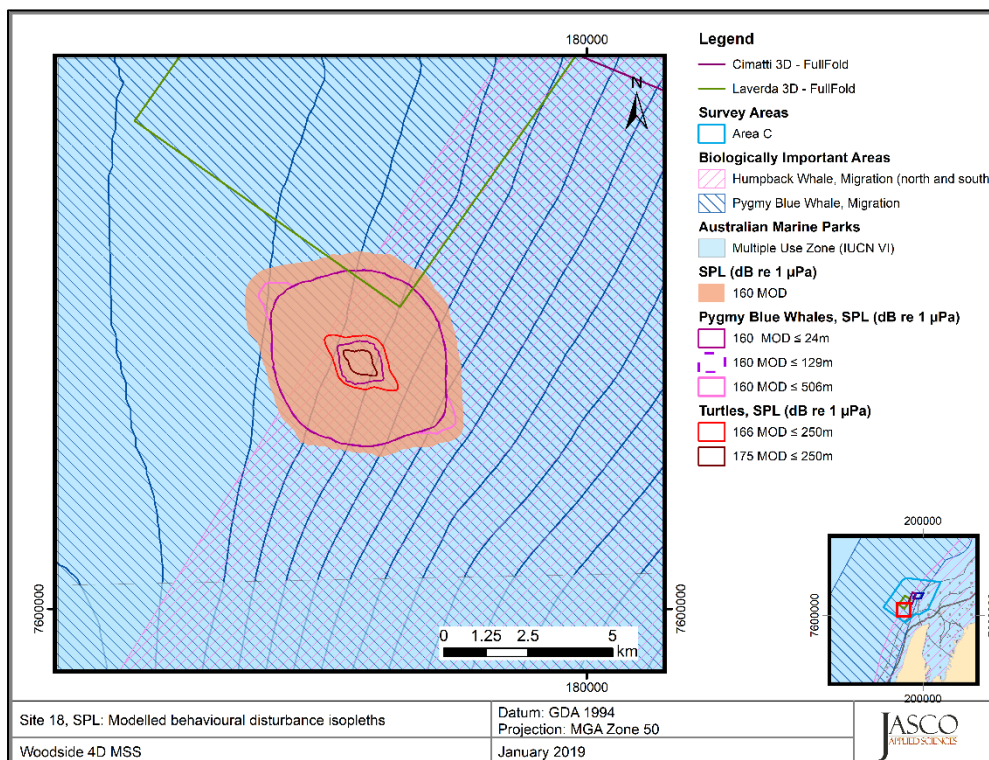 180000
N
7600000
7600000
0 1.25 2.5 5
km
180000
Legend
Cimatti 3D - FullFold
Laverda 3D - FullFold
Survey Areas
Area C
Biologically Important Areas
Humpback Whale, Migration (north and south)
Pygmy Blue Whale, Migration
Australian Marine Parks
Multiple Use Zone (IUCN VI)
SPL (dB re 1 µPa)
160 MOD
Pygmy Blue Whales, SPL (dB re 1 µPa)
160 MOD ≤ 24m
160 MOD ≤ 129m
160 MOD ≤ 506m
Turtles, SPL (dB re 1 µPa)
166 MOD ≤ 250m
175 MOD ≤ 250m
200000
7600000
200000
Site 18, SPL: Modelled behavioural disturbance isopleths
Datum: GDA 1994
Projection: MGA Zone 50
Woodside 4D MSS
January 2019
JASCO
APPLIED SCIENCES